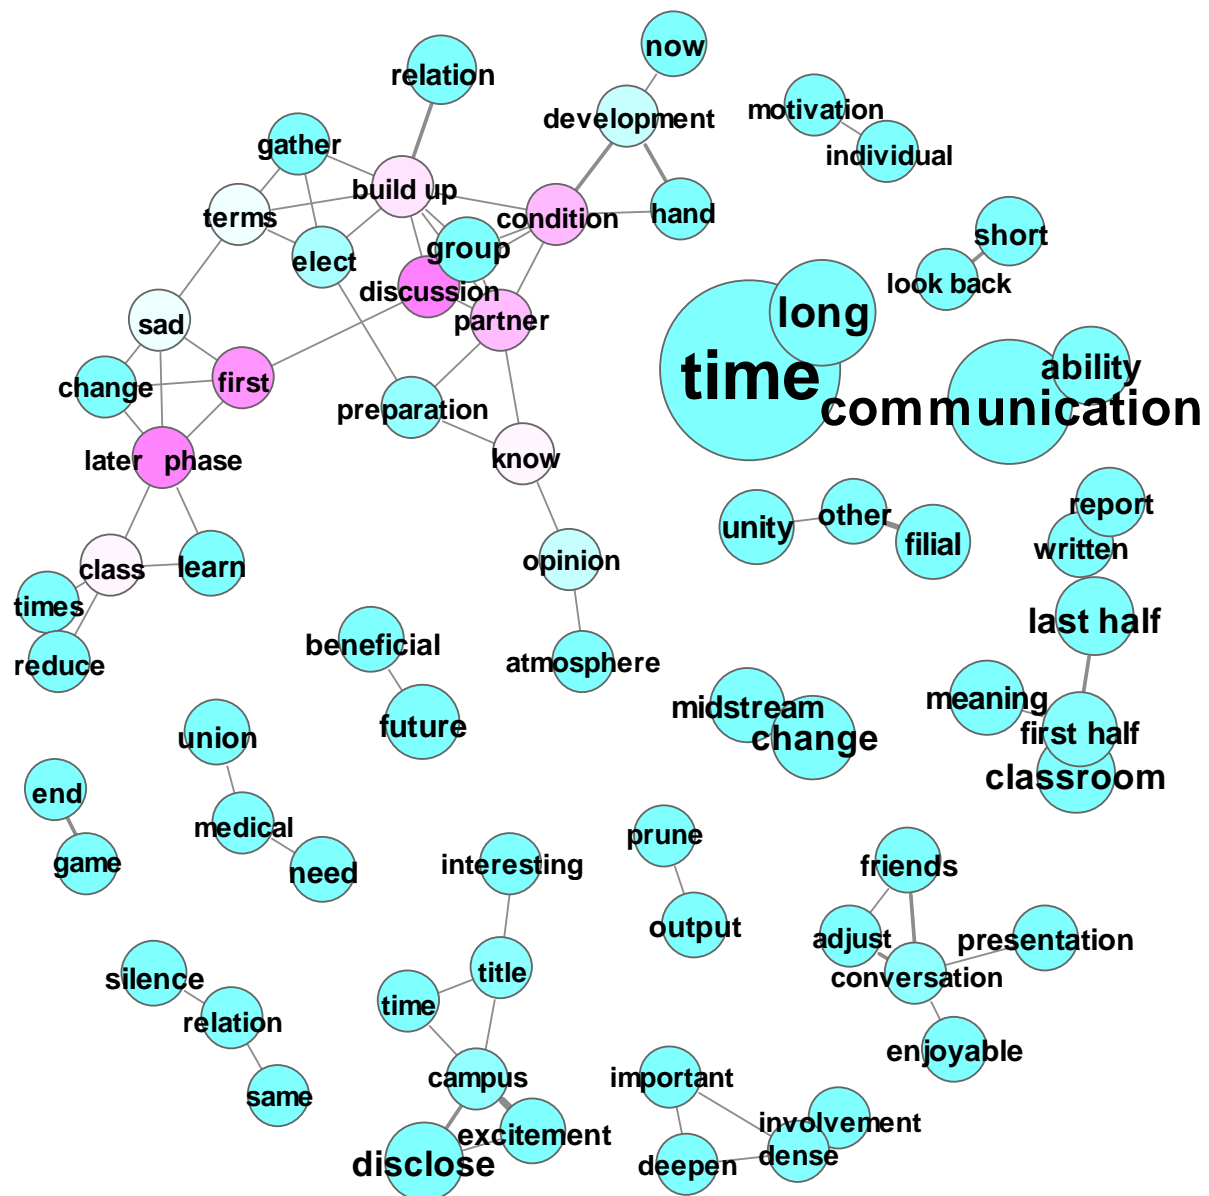 now
relation
development
motivation
gather
individual
build up
terms
condition
hand
short
elect
group
look back
discussion
long
sad
partner
time
ability
change
first
preparation
communication
later phase
know
report
unity
other
filial
written
class
learn
opinion
times
last half
beneficial
reduce
atmosphere
meaning
midstream
future
union
change
first half
classroom
end
medical
prune
game
need
interesting
friends
output
adjust
presentation
silence
title
conversation
time
relation
enjoyable
campus
important
same
involvement
excitement
disclose
deepen
dense